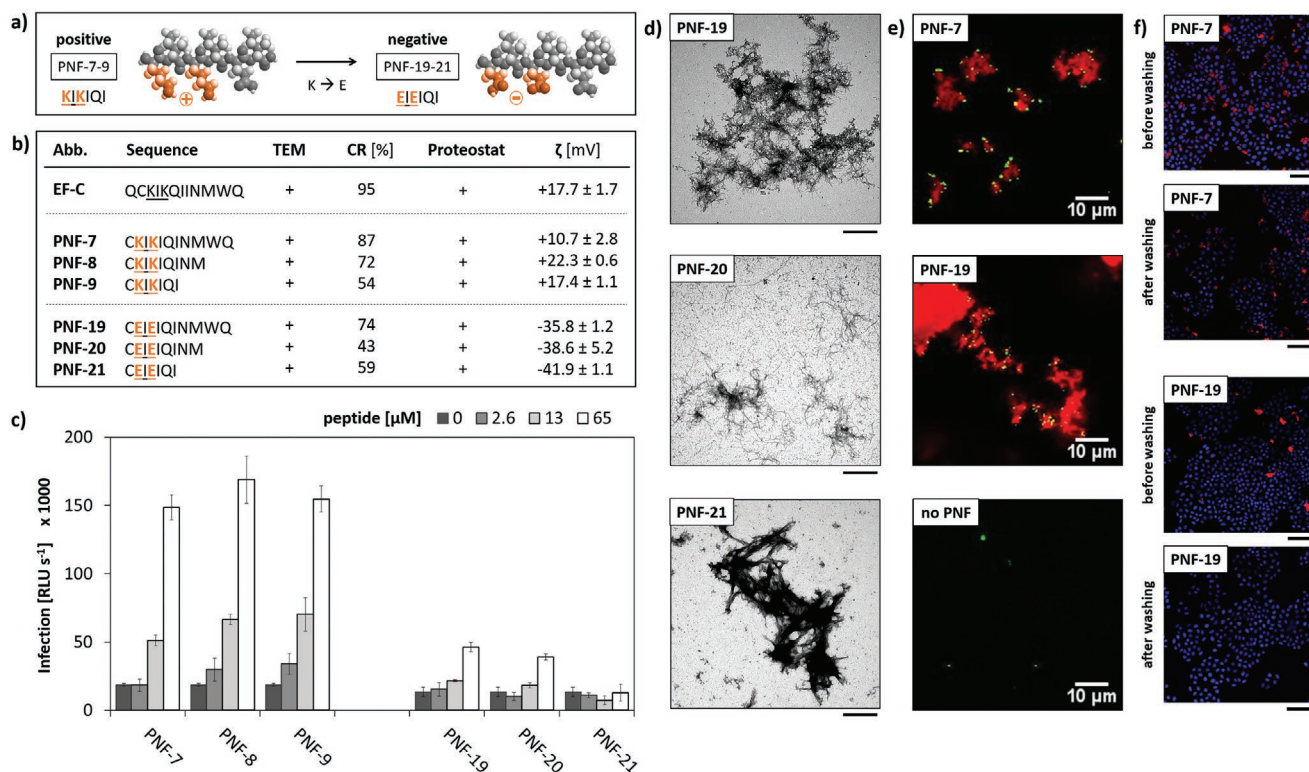 a)
positive
PNF-7-9
KIKIQI
+
K → E
negative
PNF-19-21
EIEIQI
−
b)
Abb. Sequence TEM CR [%] Proteostat ζ [mV]
EF-C QCKIKQIINMWQ + 95 + +17.7 ± 1.7
PNF-7 CKIKIQINMWQ + 87 + +10.7 ± 2.8
PNF-8 CKIKIQINM + 72 + +22.3 ± 0.6
PNF-9 CKIKIQI + 54 + +17.4 ± 1.1
PNF-19 CEIEIQINMWQ + 74 + -35.8 ± 1.2
PNF-20 CEIEIQINM + 43 + -38.6 ± 5.2
PNF-21 CEIEIQI + 59 + -41.9 ± 1.1
c)
peptide [µM] 0 2.6 13 65
Infection [RLU s⁻¹] x 1000
200
150
100
50
0
PNF-7
PNF-8
PNF-9
PNF-19
PNF-20
PNF-21
d)
PNF-19
PNF-20
PNF-21
e)
PNF-7
10 µm
PNF-19
10 µm
no PNF
10 µm
f)
PNF-7
before washing
PNF-7
after washing
PNF-19
before washing
PNF-19
after washing